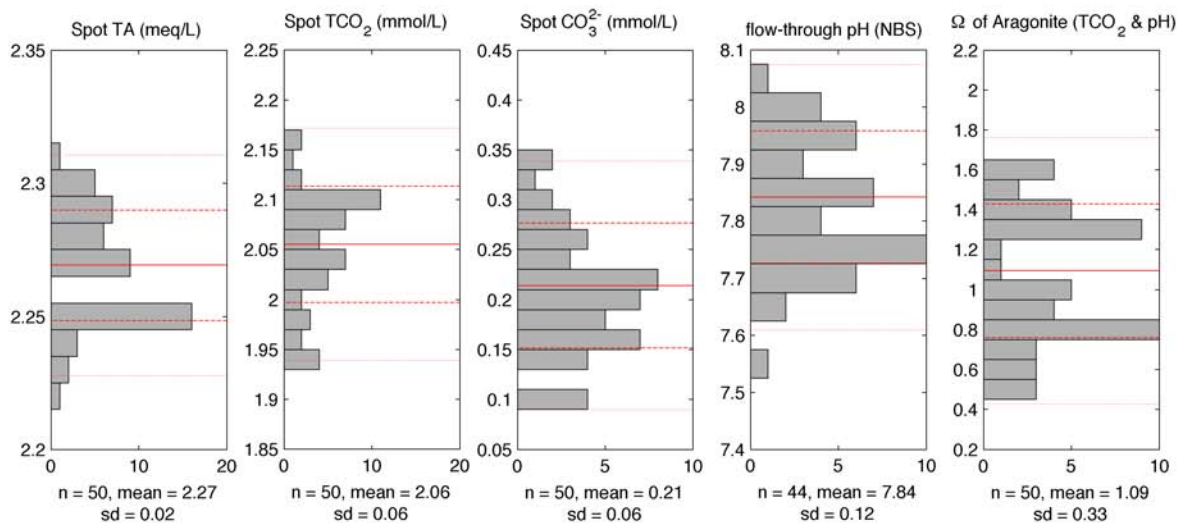 Spot TA (meq/L)
2.35
2.3
2.25
2.2
0 10 20
n = 50, mean = 2.27
sd = 0.02
Spot TCO₂ (mmol/L)
2.25
2.2
2.15
2.1
2.05
2
1.95
1.9
1.85
0 10 20
n = 50, mean = 2.06
sd = 0.06
Spot CO₃²⁻ (mmol/L)
0.45
0.4
0.35
0.3
0.25
0.2
0.15
0.1
0.05
0 5 10
n = 50, mean = 0.21
sd = 0.06
flow-through pH (NBS)
8.1
8
7.9
7.8
7.7
7.6
7.5
7.4
0 5 10
n = 44, mean = 7.84
sd = 0.12
Ω of Aragonite (TCO₂ & pH)
2.2
2
1.8
1.6
1.4
1.2
1
0.8
0.6
0.4
0.2
0 5 10
n = 50, mean = 1.09
sd = 0.33